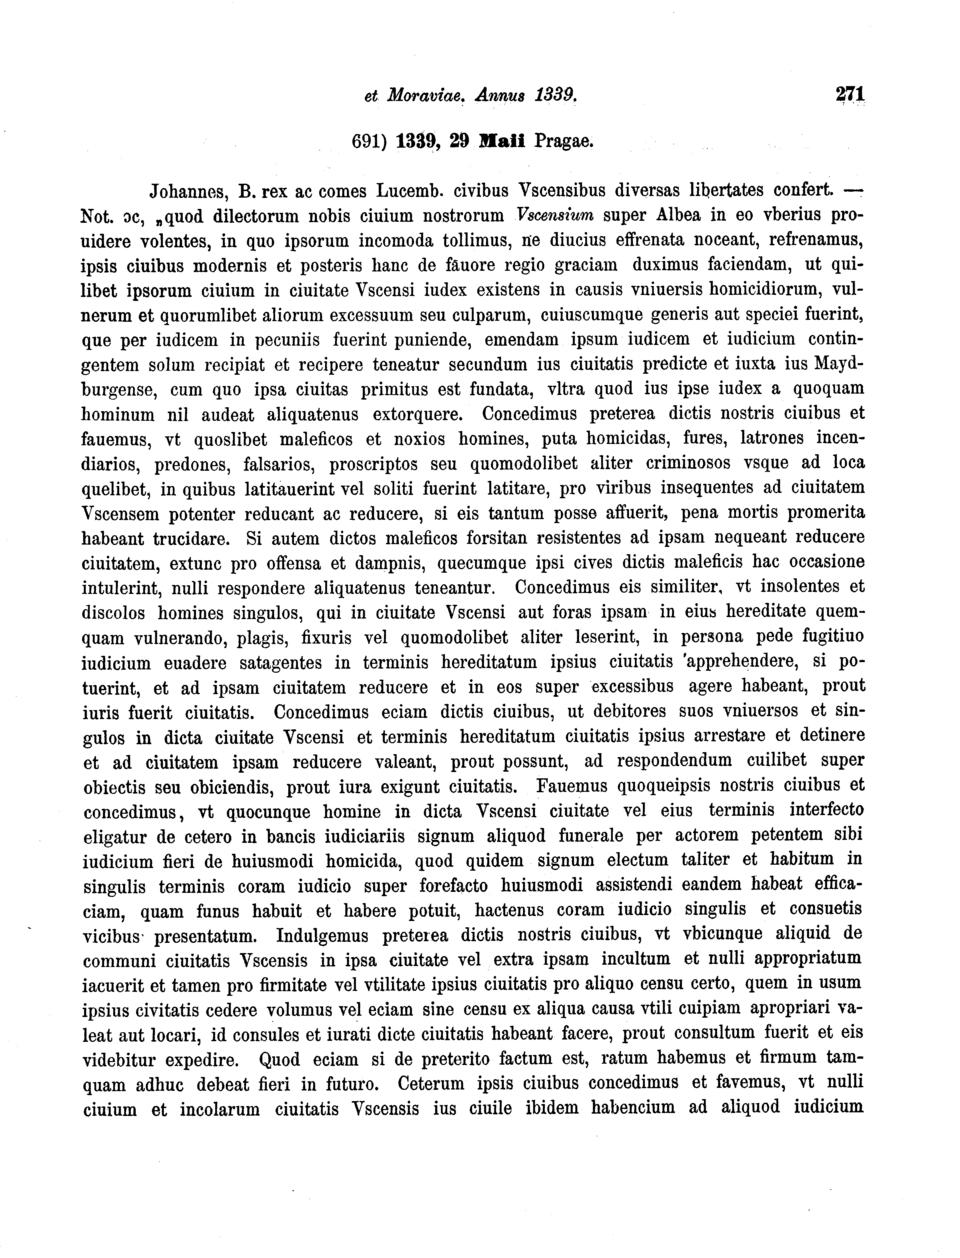 et Moraviae. Annus 1339. 271
691) 1339, 29 Maii Pragae.
Johannes, B. rex ac comes Lucemb. civibus Vscensibus diversas libertates confert. —
Not. ɔc, „quod dilectorum nobis ciuium nostrorum Vscensium super Albea in eo vberius pro-
uidere volentes, in quo ipsorum incomoda tollimus, ne diucius effrenata noceant, refrenamus,
ipsis ciuibus modernis et posteris hanc de fauore regio graciam duximus faciendam, ut qui-
libet ipsorum ciuium in ciuitate Vscensi iudex existens in causis vniuersis homicidiorum, vul-
nerum et quorumlibet aliorum excessuum seu culparum, cuiuscumque generis aut speciei fuerint,
que per iudicem in pecuniis fuerint puniende, emendam ipsum iudicem et iudicium contin-
gentem solum recipiat et recipere teneatur secundum ius ciuitatis predicte et iuxta ius Mayd-
burgense, cum quo ipsa ciuitas primitus est fundata, vltra quod ius ipse iudex a quoquam
hominum nil audeat aliquatenus extorquere. Concedimus preterea dictis nostris ciuibus et
fauemus, vt quoslibet maleficos et noxios homines, puta homicidas, fures, latrones incen-
diarios, predones, falsarios, proscriptos seu quomodolibet aliter criminosos vsque ad loca
quelibet, in quibus latitauerint vel soliti fuerint latitare, pro viribus insequentes ad ciuitatem
Vscensem potenter reducant ac reducere, si eis tantum posse affuerit, pena mortis promerita
habeant trucidare. Si autem dictos maleficos forsitan resistentes ad ipsam nequeant reducere
ciuitatem, extunc pro offensa et dampnis, quecumque ipsi cives dictis maleficis hac occasione
intulerint, nulli respondere aliquatenus teneantur. Concedimus eis similiter, vt insolentes et
discolos homines singulos, qui in ciuitate Vscensi aut foras ipsam in eius hereditate quem-
quam vulnerando, plagis, fixuris vel quomodolibet aliter leserint, in persona pede fugitiuo
iudicium euadere satagentes in terminis hereditatum ipsius ciuitatis apprehendere, si po-
tuerint, et ad ipsam ciuitatem reducere et in eos super excessibus agere habeant, prout
iuris fuerit ciuitatis. Concedimus eciam dictis ciuibus, ut debitores suos vniuersos et sin-
gulos in dicta ciuitate Vscensi et terminis hereditatum ciuitatis ipsius arrestare et detinere
et ad ciuitatem ipsam reducere valeant, prout possunt, ad respondendum cuilibet super
obiectis seu obiciendis, prout iura exigunt ciuitatis. Fauemus quoqueipsis nostris ciuibus et
concedimus, vt quocunque homine in dicta Vscensi ciuitate vel eius terminis interfecto
eligatur de cetero in bancis iudiciariis signum aliquod funerale per actorem petentem sibi
iudicium fieri de huiusmodi homicida, quod quidem signum electum taliter et habitum in
singulis terminis coram iudicio super forefacto huiusmodi assistendi eandem habeat effica-
ciam, quam funus habuit et habere potuit, hactenus coram iudicio singulis et consuetis
vicibus presentatum. Indulgemus preterea dictis nostris ciuibus, vt vbicunque aliquid de
communi ciuitatis Vscensis in ipsa ciuitate vel extra ipsam incultum et nulli appropriatum
iacuerit et tamen pro firmitate vel vtilitate ipsius ciuitatis pro aliquo censu certo, quem in usum
ipsius civitatis cedere volumus vel eciam sine censu ex aliqua causa vtili cuipiam apropriari va-
leat aut locari, id consules et iurati dicte ciuitatis habeant facere, prout consultum fuerit et eis
videbitur expedire. Quod eciam si de preterito factum est, ratum habemus et firmum tam-
quam adhuc debeat fieri in futuro. Ceterum ipsis ciuibus concedimus et favemus, vt nulli
ciuium et incolarum ciuitatis Vscensis ius ciuile ibidem habencium ad aliquod iudicium